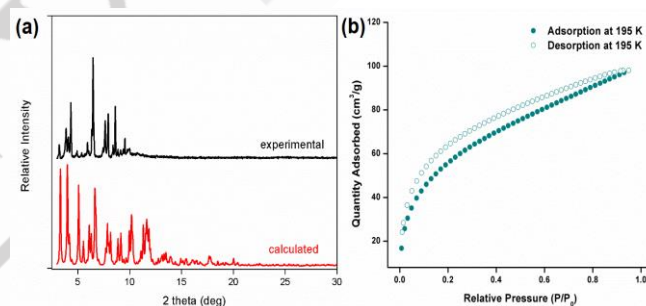 (a)
Relative Intensity
experimental
calculated
5 10 15 20 25 30
2 theta (deg)
(b)
Adsorption at 195 K
Desorption at 195 K
Quantity Adsorbed (cm³/g)
120
100
80
60
40
20
0.0 0.2 0.4 0.6 0.8 1.0
Relative Pressure (P/P₀)